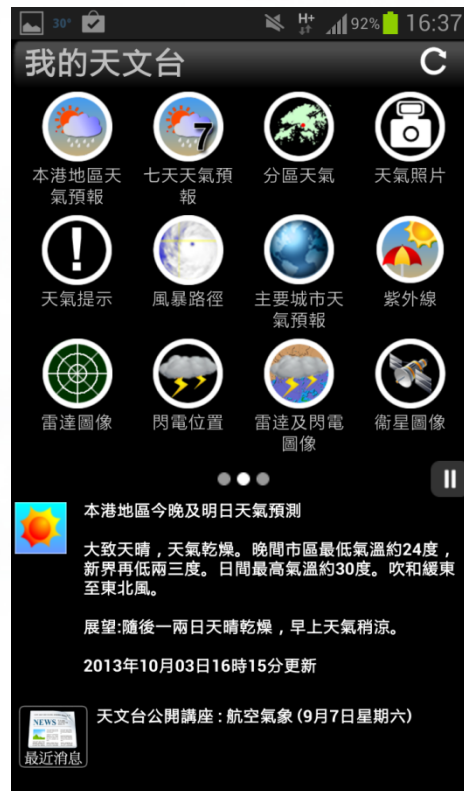 30° H+ 92% 16:37
我的天文台
7
本港地區天
氣預報
七天天氣預
報
分區天氣
天氣照片
天氣提示
風暴路徑
主要城市天
氣預報
紫外線
雷達圖像
閃電位置
雷達及閃電
圖像
衞星圖像
本港地區今晚及明日天氣預測
大致天晴，天氣乾燥。晚間市區最低氣溫約24度，
新界再低兩三度。日間最高氣溫約30度。吹和緩東
至東北風。
展望:隨後一兩日天晴乾燥，早上天氣稍涼。
2013年10月03日16時15分更新
天文台公開講座 : 航空氣象 (9月7日星期六)
NEWS
最近消息